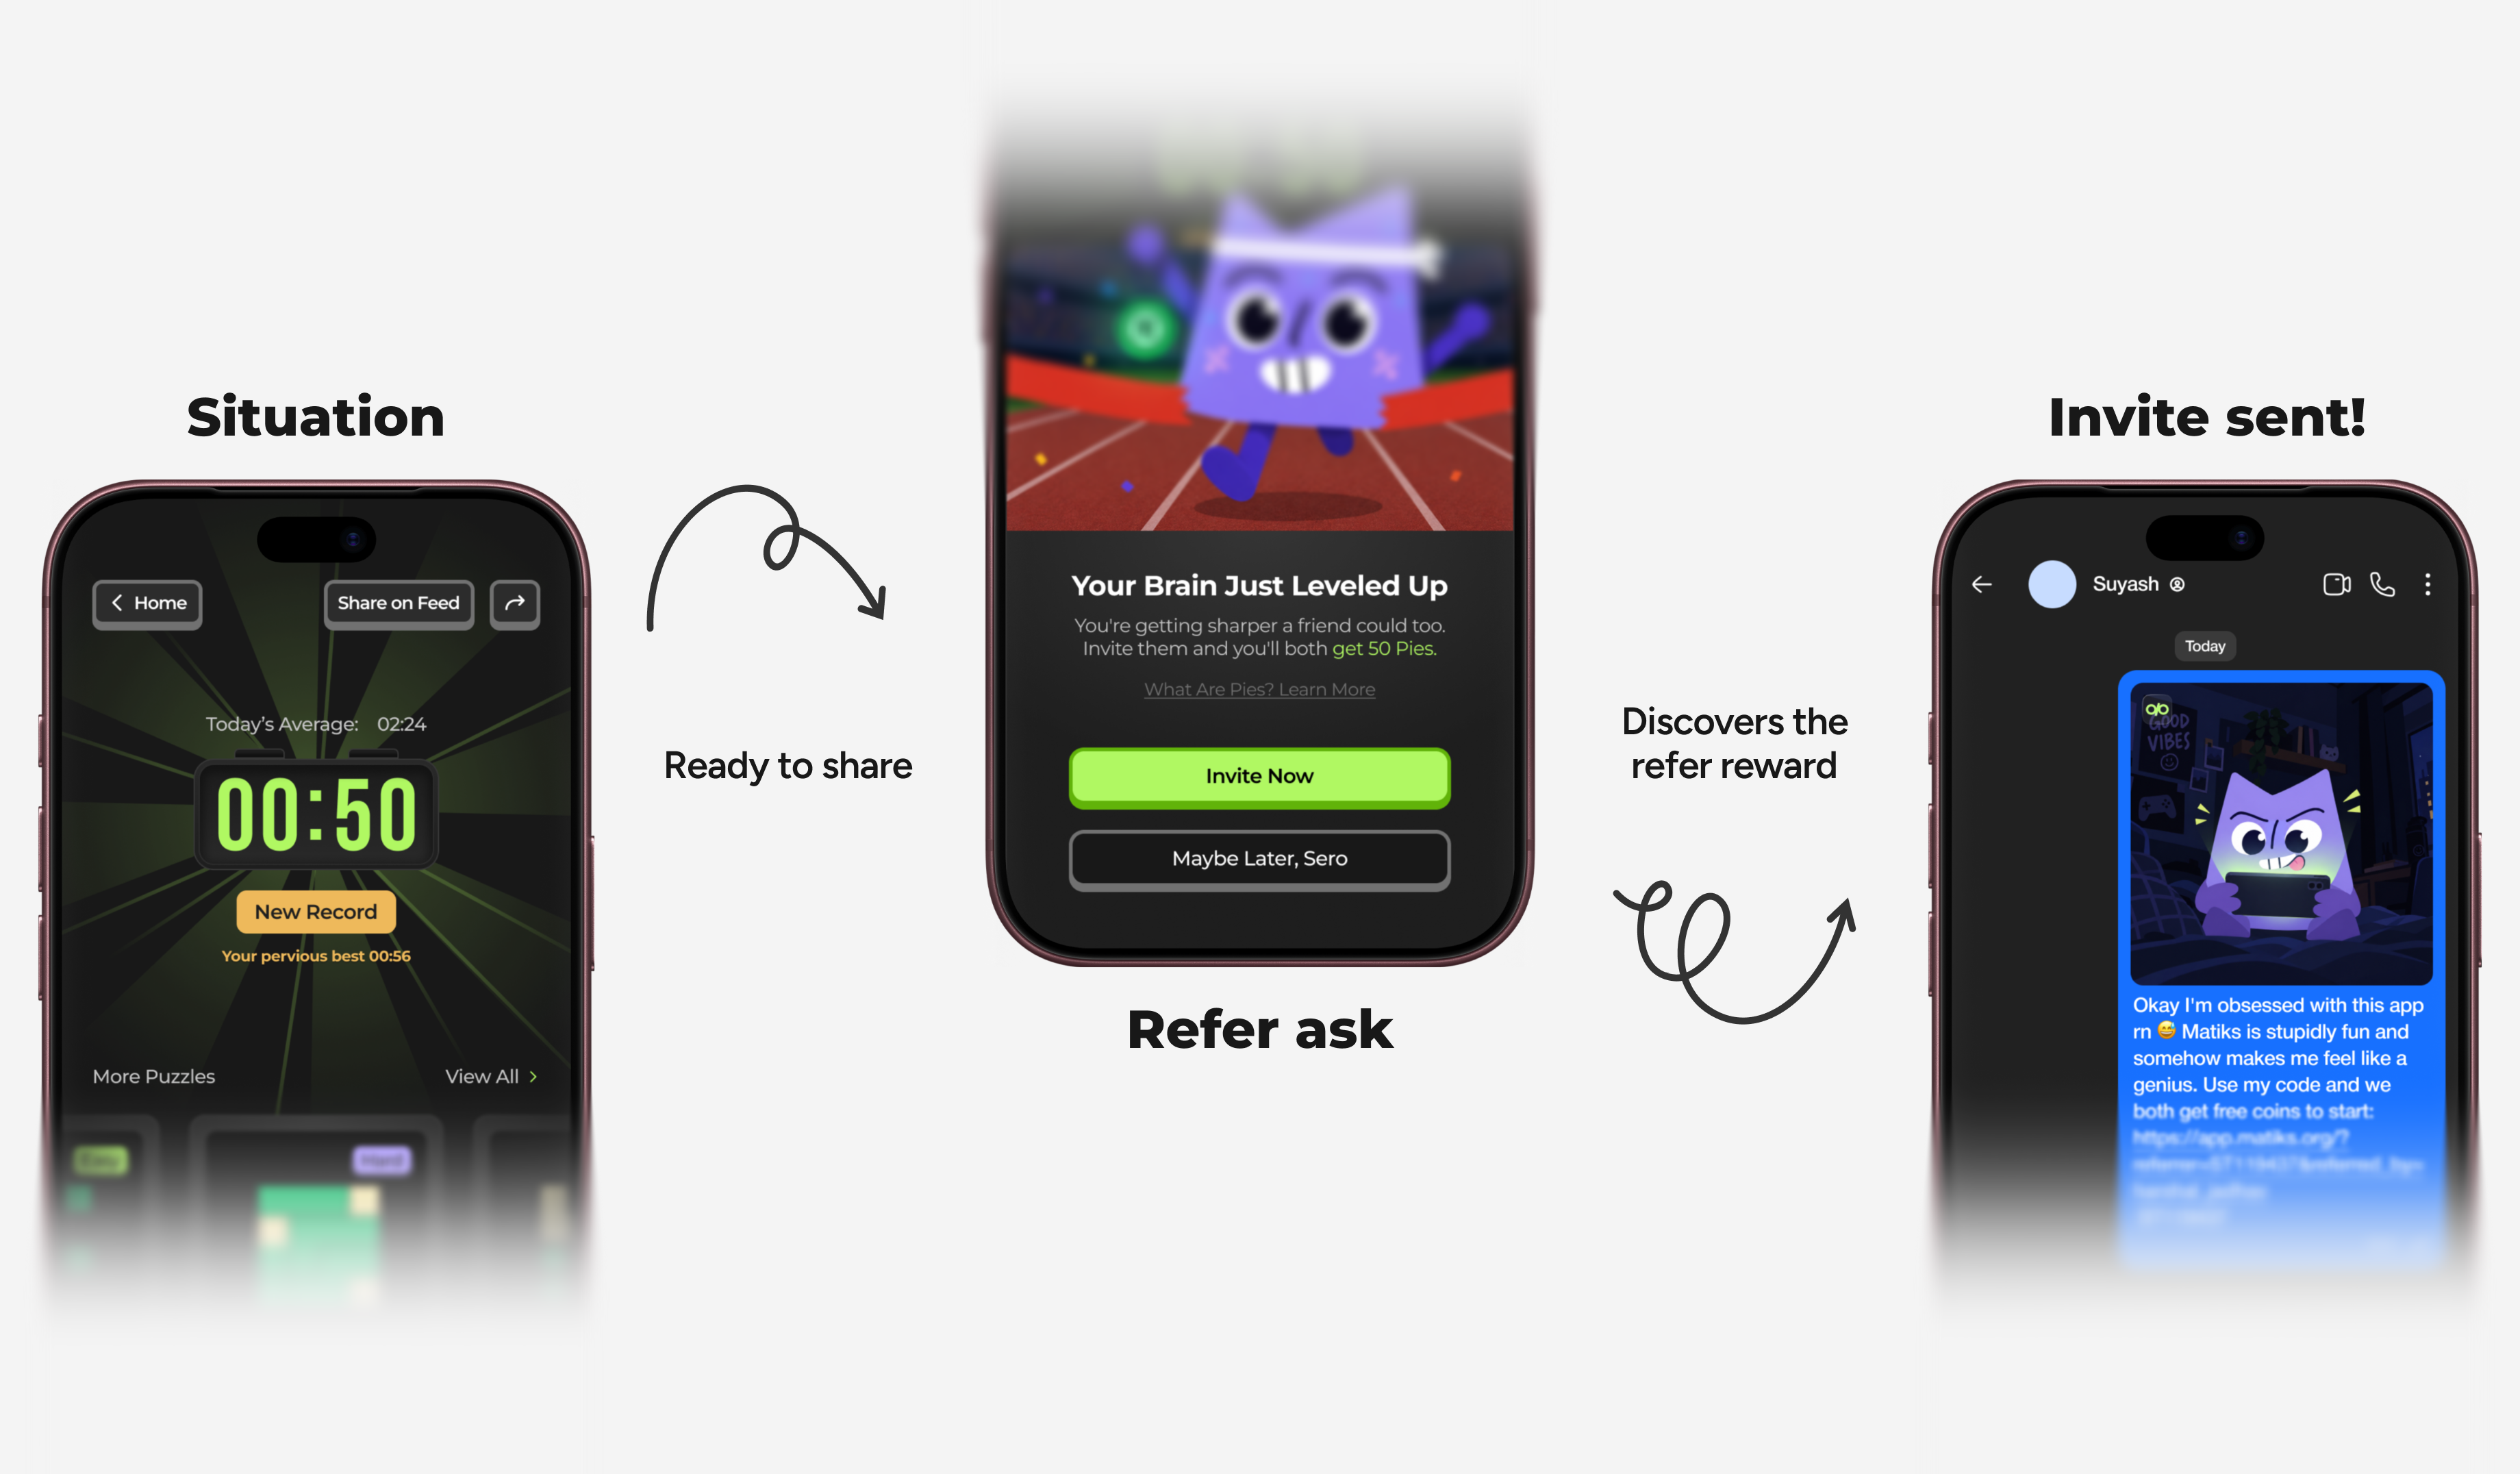 Situation
Home
Share on Feed
Today's Average: 02:24
00:50
New Record
Your pervious best 00:56
More Puzzles
View All
Easy
Hard
Ready to share
Your Brain Just Leveled Up
You're getting sharper a friend could too.
Invite them and you'll both get 50 Pies.
What Are Pies? Learn More
Invite Now
Maybe Later, Sero
Refer ask
Discovers the
refer reward
Invite sent!
Suyash
Today
GOOD
VIBES
Okay I'm obsessed with this app
rn 😅 Matiks is stupidly fun and
somehow makes me feel like a
genius. Use my code and we
both get free coins to start:
https://app.matiks.org/?